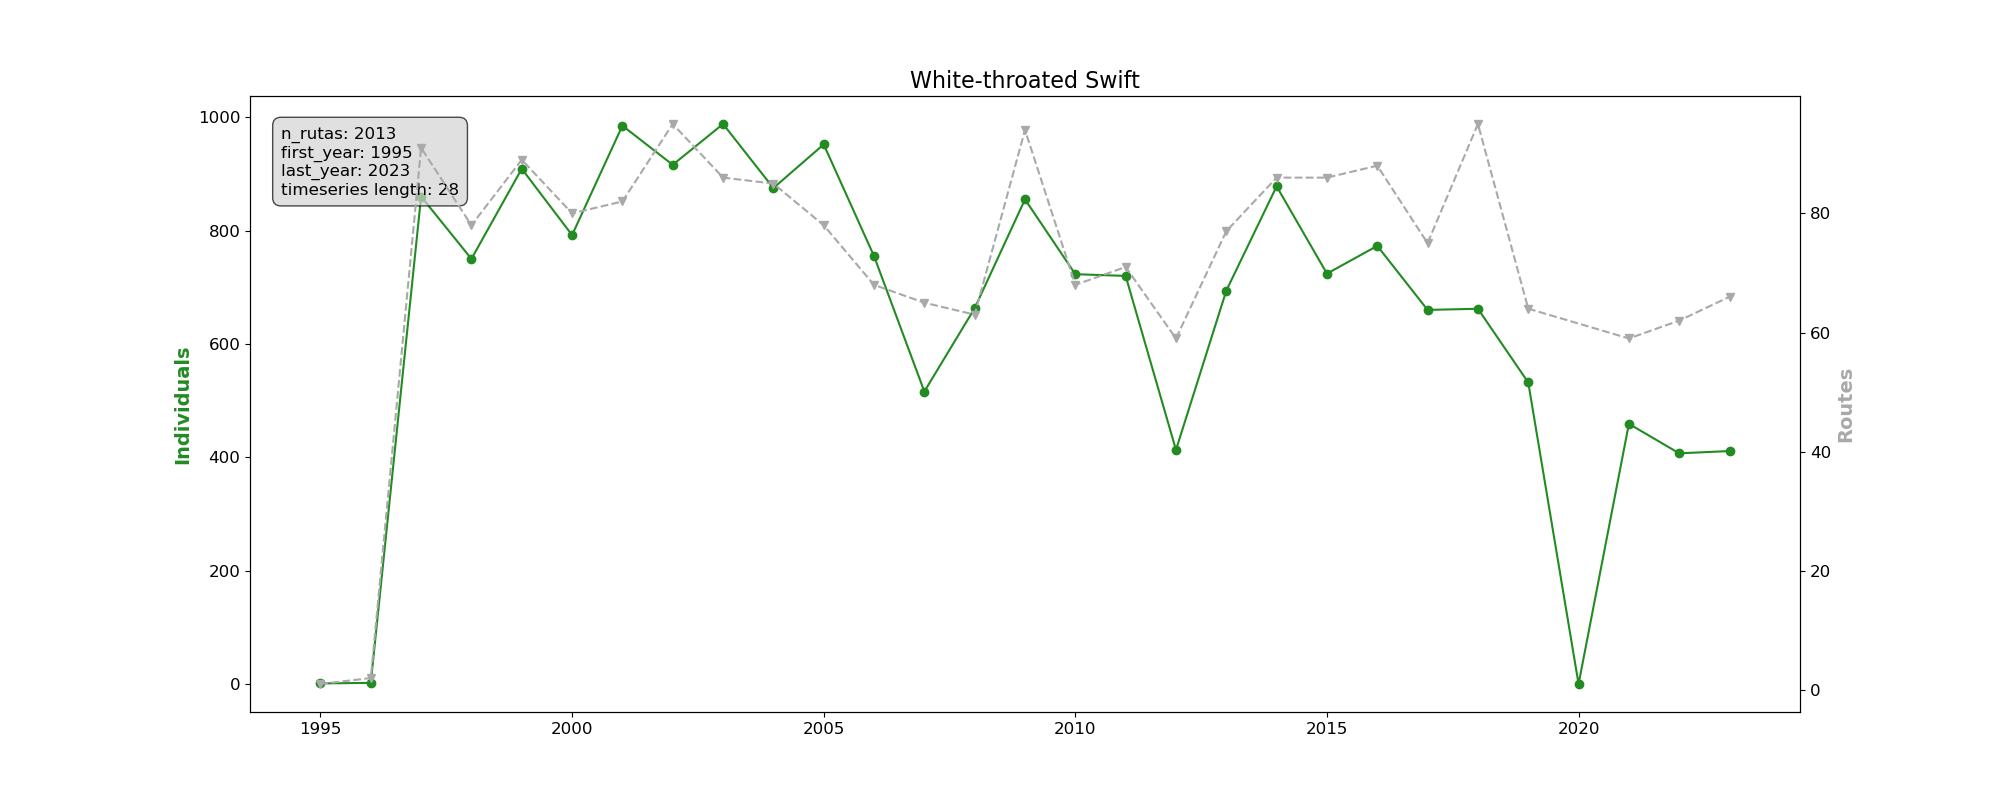 White-throated Swift
n_rutas: 2013
first_year: 1995
last_year: 2023
timeseries length: 28
1000
800
600
400
200
0
Individuals
80
60
40
20
0
Routes
1995
2000
2005
2010
2015
2020